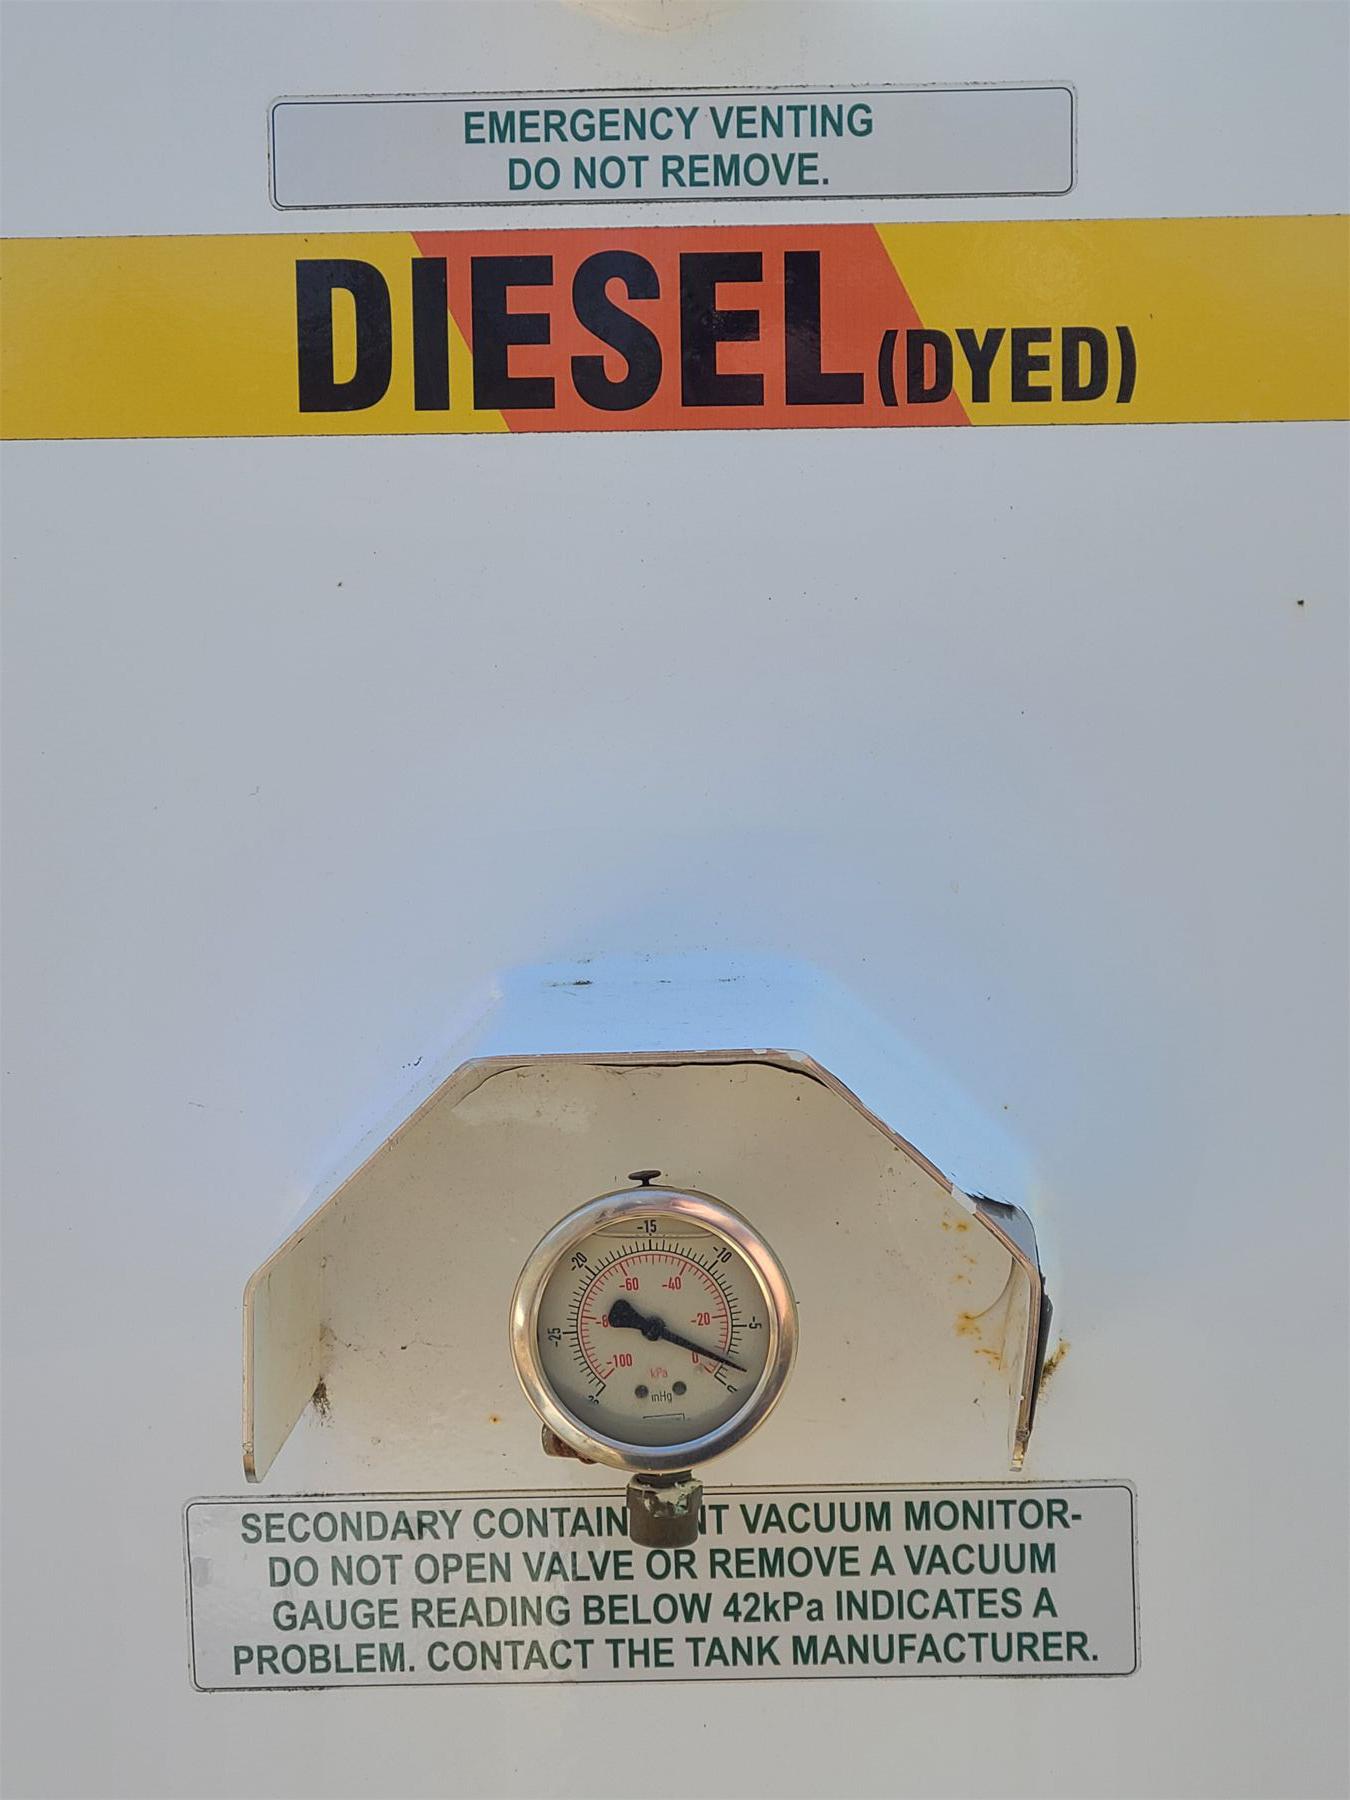 EMERGENCY VENTING
DO NOT REMOVE.
DIESEL (DYED)
-15
-20 -10
-60 -40
-25 -8 -20 -5
-100 0
kPa
inHg
SECONDARY CONTAIN NT VACUUM MONITOR-
DO NOT OPEN VALVE OR REMOVE A VACUUM
GAUGE READING BELOW 42kPa INDICATES A
PROBLEM. CONTACT THE TANK MANUFACTURER.